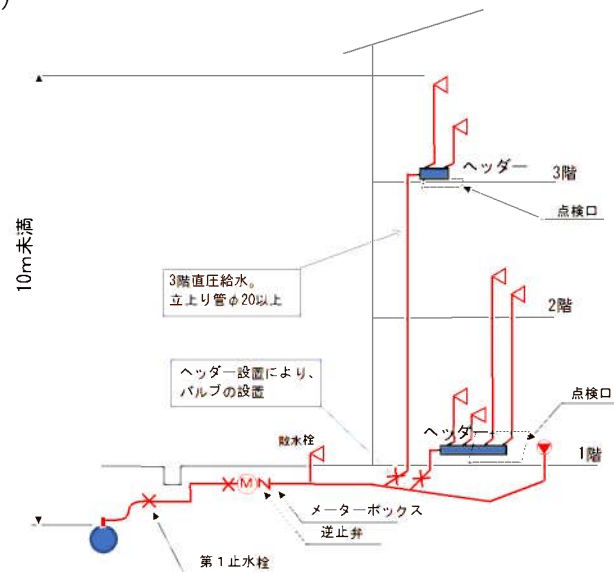 )
ヘッダー
3階
点検口
10m未満
3階直圧給水。
立上り管φ20以上
2階
ヘッダー設置により、
バルブの設置
点検口
散水栓
ヘッダー
1階
M
メーターボックス
逆止弁
第1止水栓